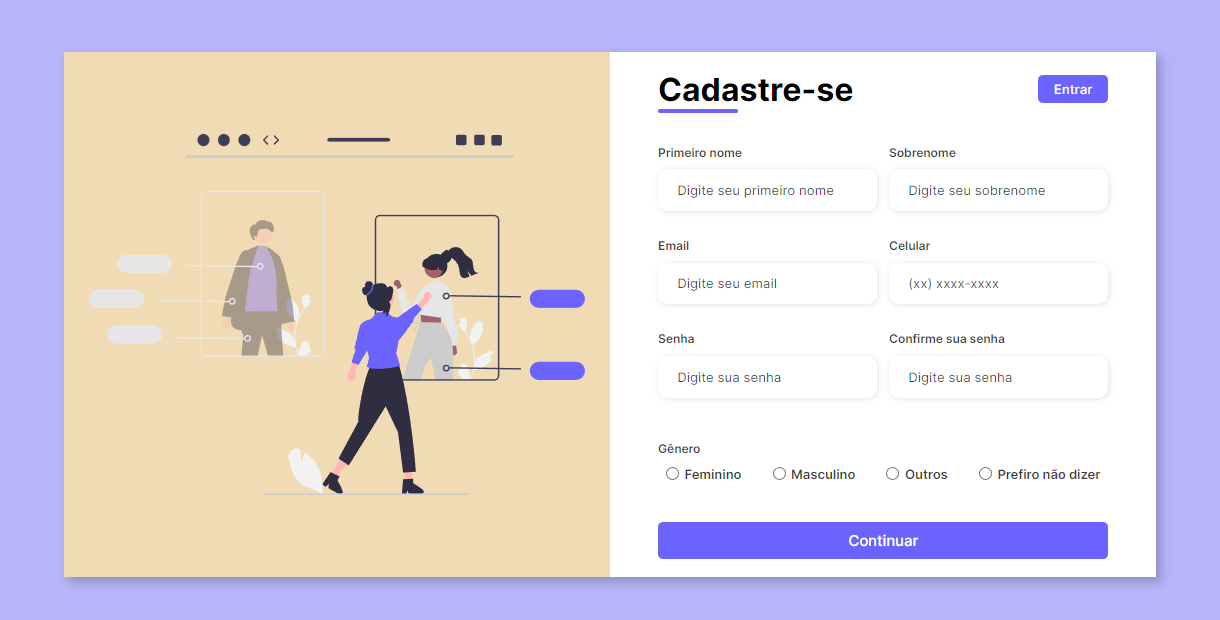 Cadastre-se
Entrar
Primeiro nome
Sobrenome
Digite seu primeiro nome
Digite seu sobrenome
Email
Celular
Digite seu email
(xx) xxxx-xxxx
Senha
Confirme sua senha
Digite sua senha
Digite sua senha
Gênero
Feminino
Masculino
Outros
Prefiro não dizer
Continuar